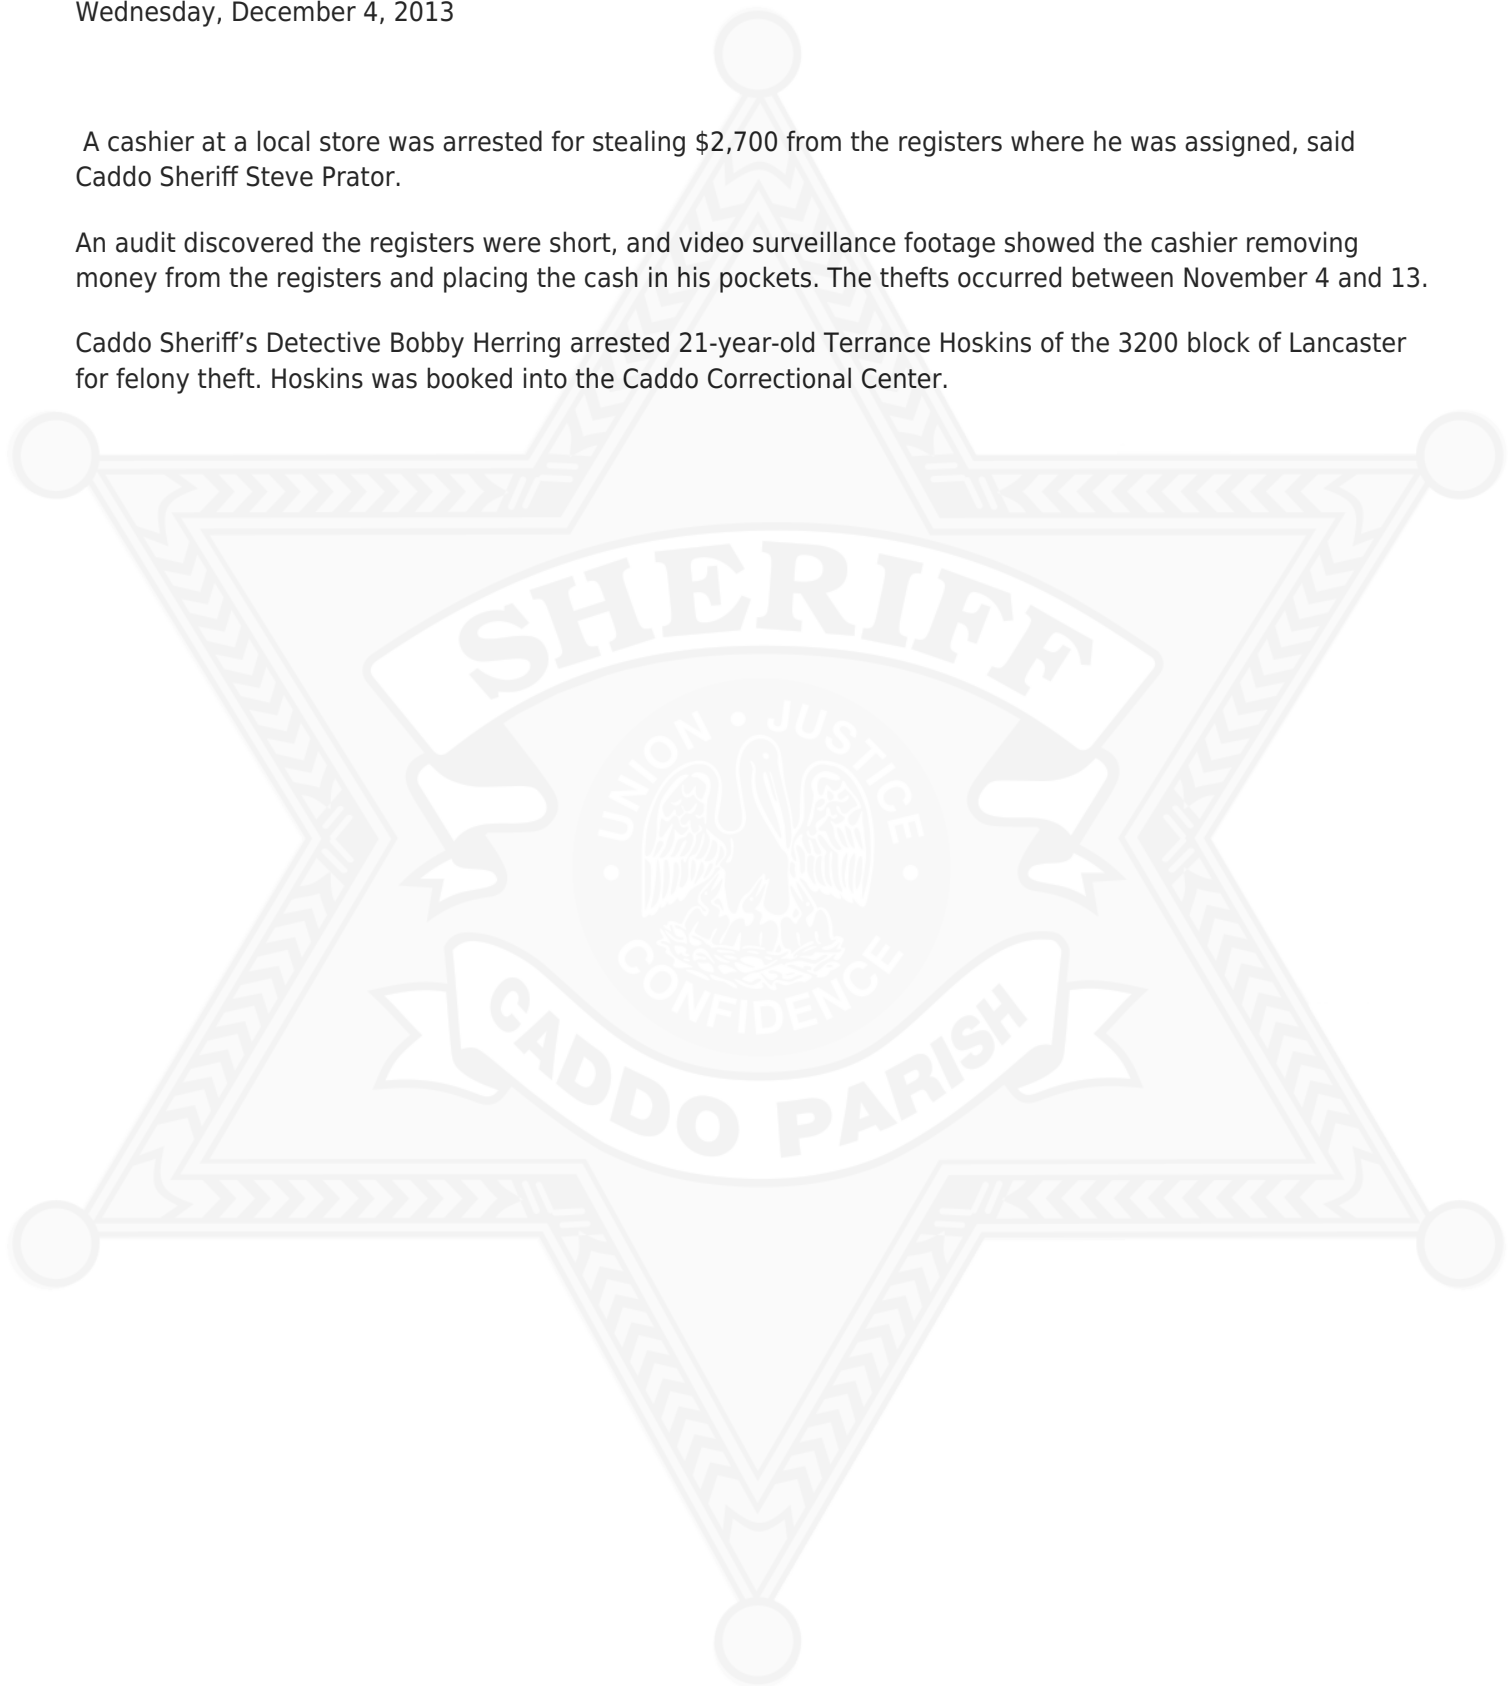 Wednesday, December 4, 2013
A cashier at a local store was arrested for stealing $2,700 from the registers where he was assigned, said
Caddo Sheriff Steve Prator.
An audit discovered the registers were short, and video surveillance footage showed the cashier removing
money from the registers and placing the cash in his pockets. The thefts occurred between November 4 and 13.
Caddo Sheriff’s Detective Bobby Herring arrested 21-year-old Terrance Hoskins of the 3200 block of Lancaster
for felony theft. Hoskins was booked into the Caddo Correctional Center.
SHERIFF
UNION • JUSTICE
• CONFIDENCE •
CADDO PARISH